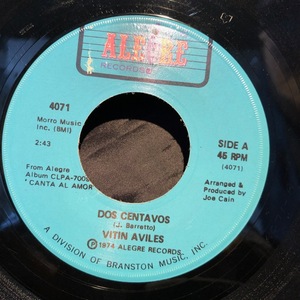 ALEGRE
RECORDS
4071
Morro Music
Inc. (BMI)
2:43
SIDE A
45 RPM
(4071)
From Alegre
Album CLPA-7009
"CANTA AL AMOR"
Arranged &
Produced by
Joe Cain
DOS CENTAVOS
(J. Barretto)
VITIN AVILES
Ⓟ 1974 ALEGRE RECORDS
A DIVISION OF BRANSTON MUSIC, INC.